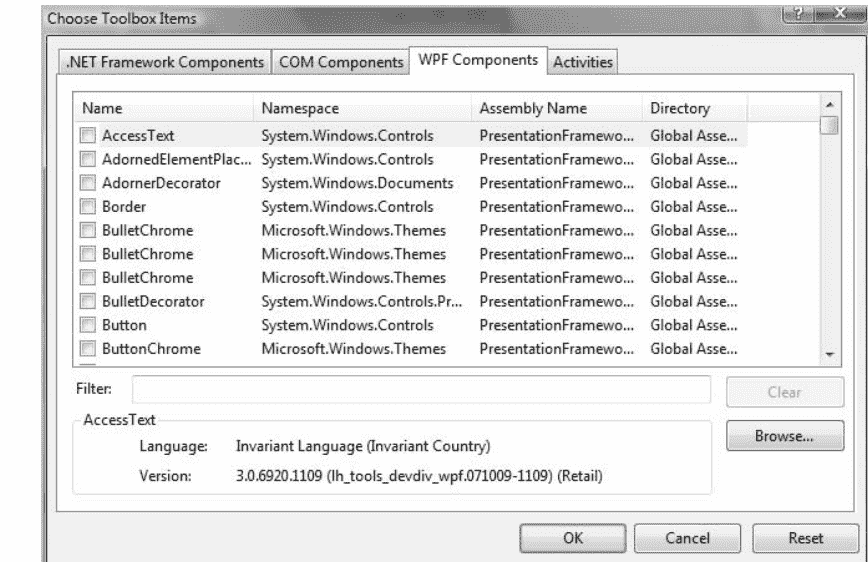 Choose Toolbox Items
.NET Framework Components COM Components WPF Components Activities
Name Namespace Assembly Name Directory
AccessText System.Windows.Controls PresentationFramewo... Global Asse...
AdornedElementPlac... System.Windows.Controls PresentationFramewo... Global Asse...
AdornerDecorator System.Windows.Documents PresentationFramewo... Global Asse...
Border System.Windows.Controls PresentationFramewo... Global Asse...
BulletChrome Microsoft.Windows.Themes PresentationFramewo... Global Asse...
BulletChrome Microsoft.Windows.Themes PresentationFramewo... Global Asse...
BulletChrome Microsoft.Windows.Themes PresentationFramewo... Global Asse...
BulletDecorator System.Windows.Controls.Pr... PresentationFramewo... Global Asse...
Button System.Windows.Controls PresentationFramewo... Global Asse...
ButtonChrome Microsoft.Windows.Themes PresentationFramewo... Global Asse...
Filter: Clear
AccessText
Browse...
Language: Invariant Language (Invariant Country)
Version: 3.0.6920.1109 (lh_tools_devdiv_wpf.071009-1109) (Retail)
OK Cancel Reset